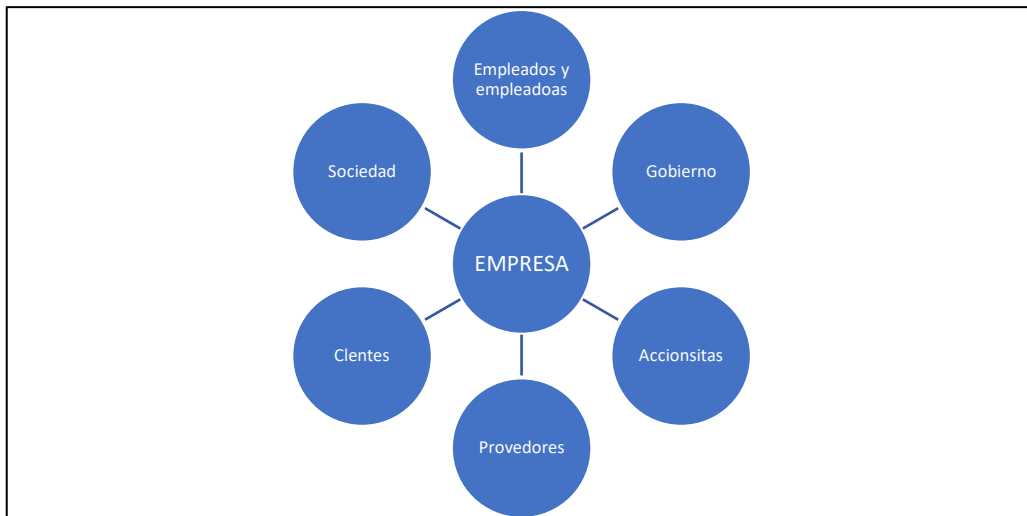 Empleados y
empleadoas
Sociedad
Gobierno
EMPRESA
Clentes
Accionsitas
Provedores